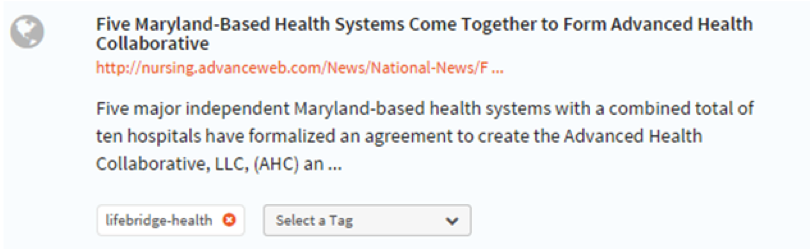 Five Maryland-Based Health Systems Come Together to Form Advanced Health
Collaborative
http://nursing.advanceweb.com/News/National-News/F ...
Five major independent Maryland-based health systems with a combined total of
ten hospitals have formalized an agreement to create the Advanced Health
Collaborative, LLC, (AHC) an ...
lifebridge-health Select a Tag